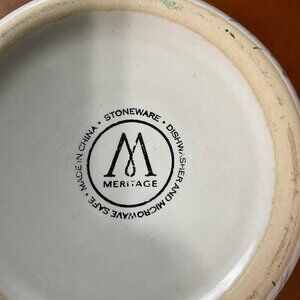 • STONEWARE • DISHWASHER AND MICROWAVE SAFE • MADE IN CHINA
M
MERITAGE